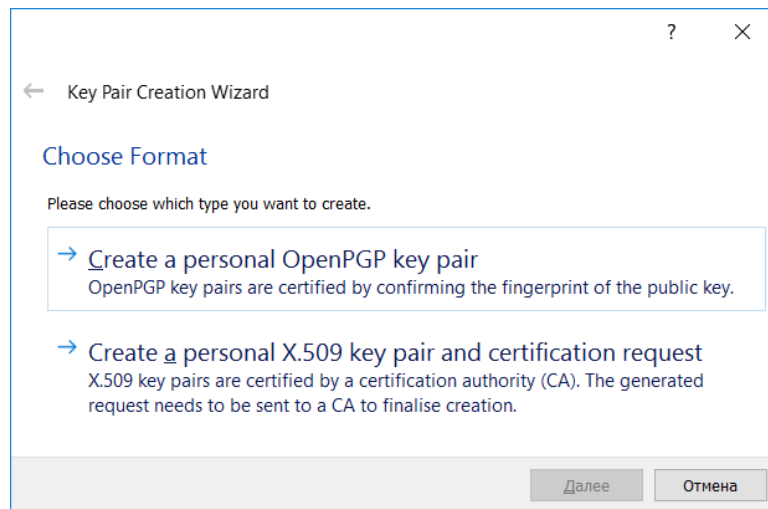 ?
Key Pair Creation Wizard
Choose Format
Please choose which type you want to create.
Create a personal OpenPGP key pair
OpenPGP key pairs are certified by confirming the fingerprint of the public key.
Create a personal X.509 key pair and certification request
X.509 key pairs are certified by a certification authority (CA). The generated
request needs to be sent to a CA to finalise creation.
Далее Отмена